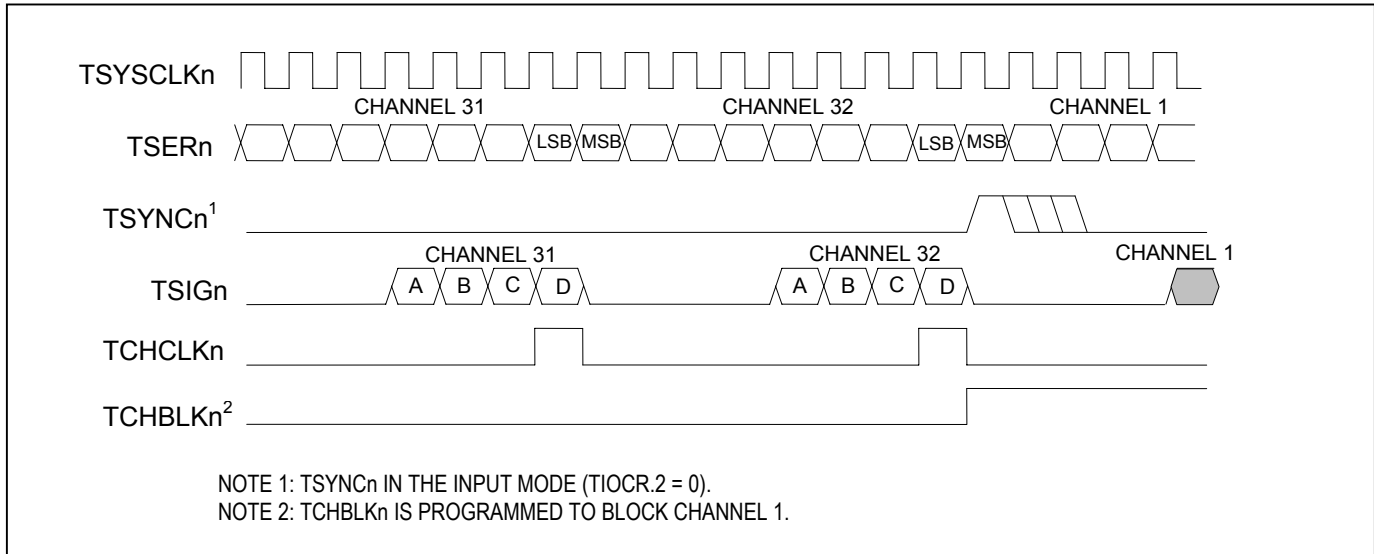 TSYSCLKn
CHANNEL 31 CHANNEL 32 CHANNEL 1
TSERn LSB MSB LSB MSB
TSYNCn¹
CHANNEL 31 CHANNEL 32 CHANNEL 1
TSIGn A B C D A B C D
TCHCLKn
TCHBLKn²
NOTE 1: TSYNCn IN THE INPUT MODE (TIOCR.2 = 0).
NOTE 2: TCHBLKn IS PROGRAMMED TO BLOCK CHANNEL 1.